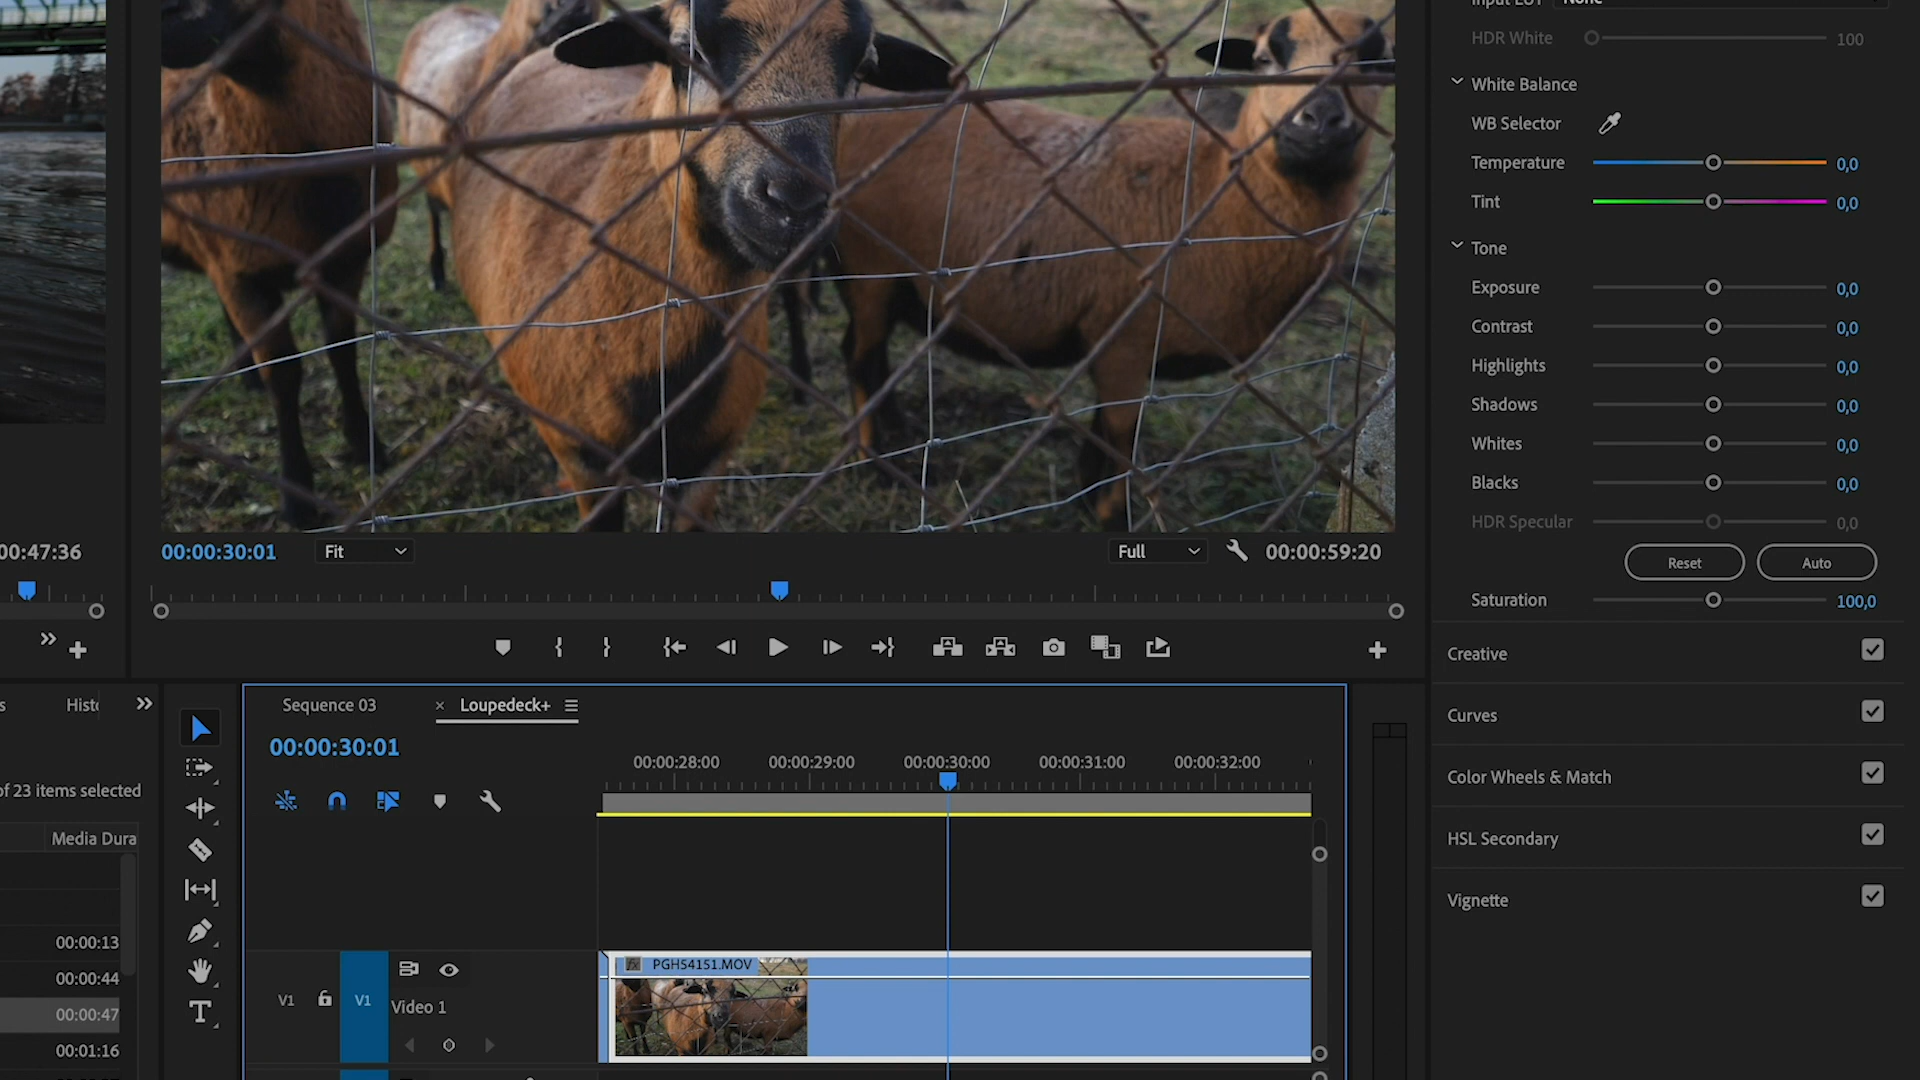 Input LUT None
HDR White 100
White Balance
WB Selector
Temperature 0,0
Tint 0,0
Tone
Exposure 0,0
Contrast 0,0
Highlights 0,0
Shadows 0,0
Whites 0,0
Blacks 0,0
HDR Specular 0,0
Reset Auto
Saturation 100,0
Creative
Curves
Color Wheels & Match
HSL Secondary
Vignette
00:47:36
00:00:30:01 Fit Full 00:00:59:20
s Histo
of 23 items selected
Media Dura
00:00:13
00:00:44
00:00:47
00:01:16
Sequence 03 × Loupedeck+
00:00:30:01
00:00:28:00 00:00:29:00 00:00:30:00 00:00:31:00 00:00:32:00
fx PGH54151.MOV
V1 V1 Video 1
T